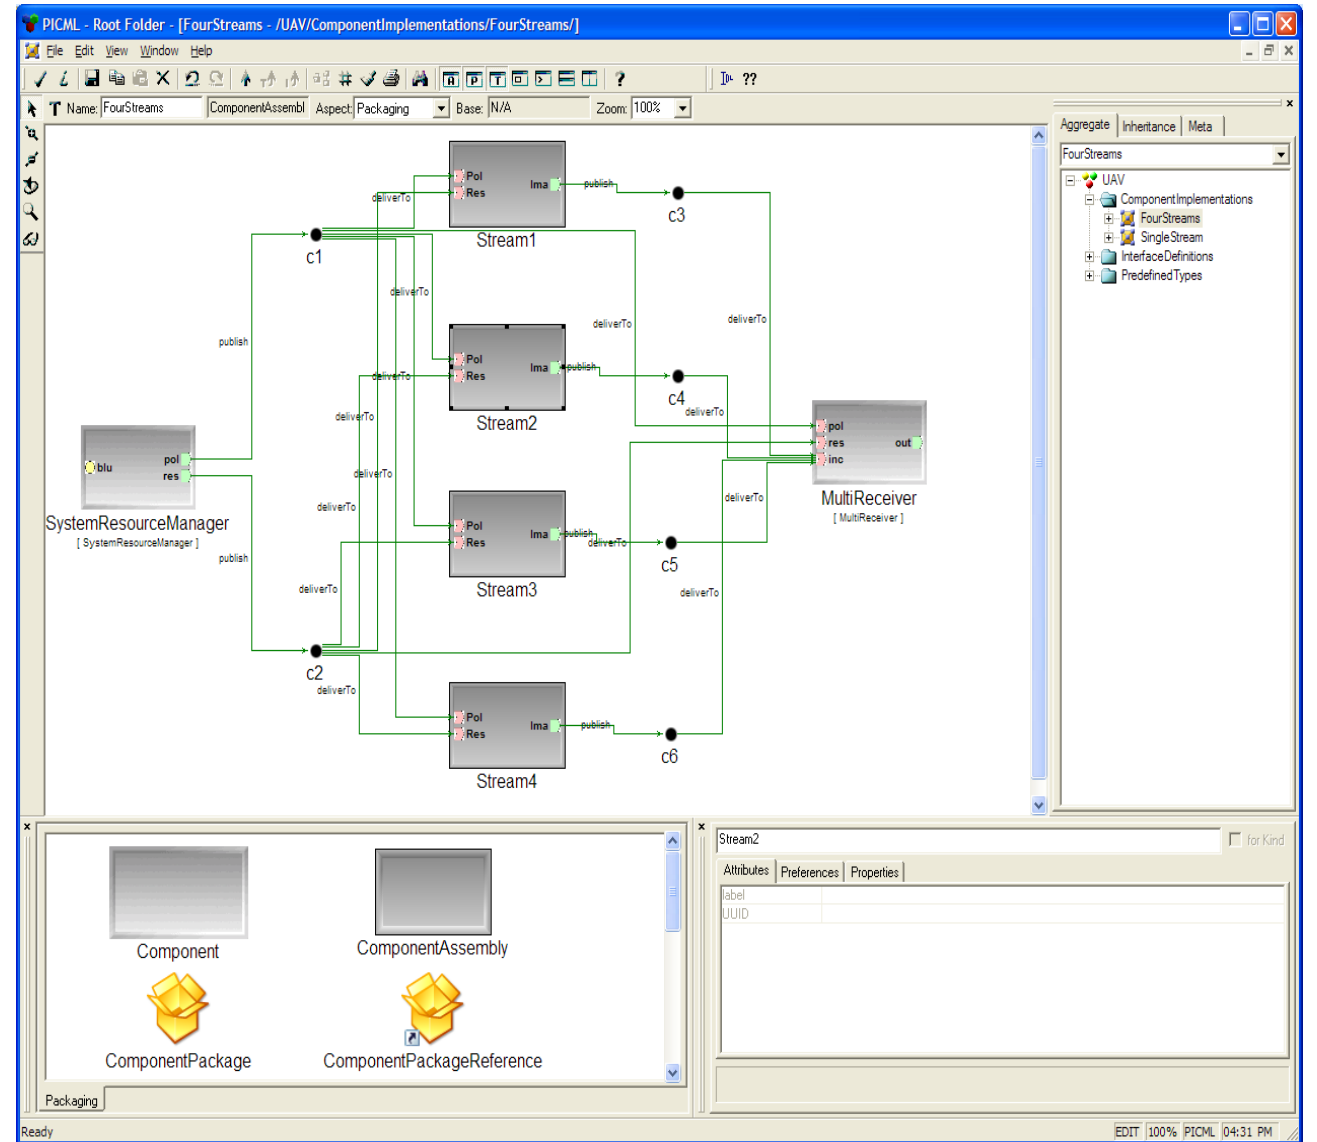 PICML - Root Folder - [FourStreams - /UAV/ComponentImplementations/FourStreams/]
File Edit View Window Help
Name: FourStreams ComponentAssembl Aspect: Packaging Base: N/A Zoom: 100%
Aggregate Inheritance Meta
FourStreams
UAV
ComponentImplementations
FourStreams
SingleStream
InterfaceDefinitions
PredefinedTypes
Pol
Res
Ima
publish
deliverTo
Stream1
c3
c1
deliverTo
publish
deliverTo
deliverTo
Pol
Res
Ima
publish
deliverTo
Stream2
c4
deliverTo
deliverTo
pol
res
inc
out
MultiReceiver
[ MultiReceiver ]
blu
pol
res
SystemResourceManager
[ SystemResourceManager ]
deliverTo
deliverTo
deliverTo
publish
Pol
Res
Ima
publish
deliverTo
Stream3
c5
deliverTo
deliverTo
c2
deliverTo
Pol
Res
Ima
publish
Stream4
c6
Component
ComponentAssembly
ComponentPackage
ComponentPackageReference
Packaging
Stream2
for Kind
Attributes Preferences Properties
label
UUID
Ready
EDIT 100% PICML 04:31 PM